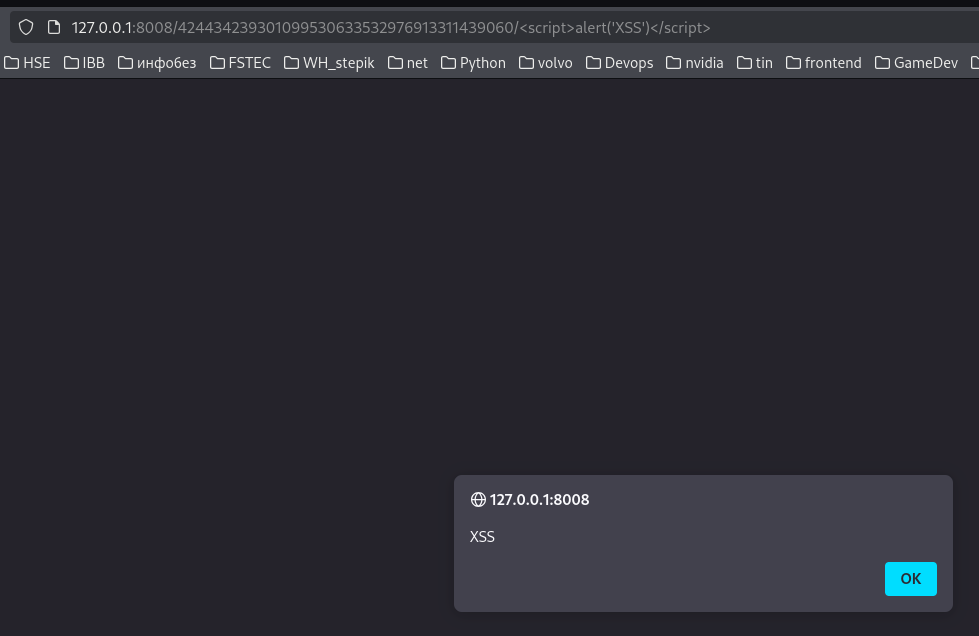 127.0.0.1:8008/424434239301099530633532976913311439060/<script>alert('XSS')</script>
HSE IBB инфобез FSTEC WH_stepik net Python volvo Devops nvidia tin frontend GameDev
127.0.0.1:8008
XSS
OK